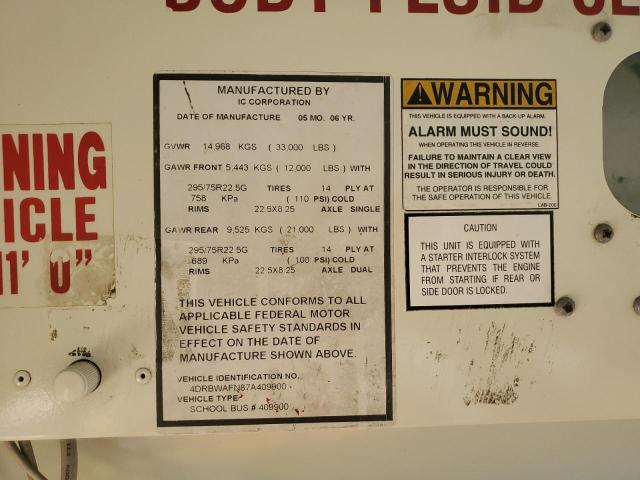 BODY FLUID
NING
ICLE
11' 0"
MANUFACTURED BY
IC CORPORATION
DATE OF MANUFACTURE 05 MO. 06 YR.
GVWR 14,968 KGS ( 33,000 LBS )
GAWR FRONT 5,443 KGS ( 12,000 LBS ) WITH
295/75R22.5G TIRES 14 PLY AT
758 KPa ( 110 PSI) COLD
RIMS 22.5X8.25 AXLE SINGLE
GAWR REAR 9,525 KGS ( 21,000 LBS ) WITH
295/75R22.5G TIRES 14 PLY AT
689 KPa ( 100 PSI) COLD
RIMS 22.5X8.25 AXLE DUAL
THIS VEHICLE CONFORMS TO ALL
APPLICABLE FEDERAL MOTOR
VEHICLE SAFETY STANDARDS IN
EFFECT ON THE DATE OF
MANUFACTURE SHOWN ABOVE.
VEHICLE IDENTIFICATION NO.
4DRBWAFN87A409900
VEHICLE TYPE
SCHOOL BUS # 409900
WARNING
THIS VEHICLE IS EQUIPPED WITH A BACK-UP ALARM.
ALARM MUST SOUND!
WHEN OPERATING THIS VEHICLE IN REVERSE.
FAILURE TO MAINTAIN A CLEAR VIEW
IN THE DIRECTION OF TRAVEL COULD
RESULT IN SERIOUS INJURY OR DEATH.
THE OPERATOR IS RESPONSIBLE FOR
THE SAFE OPERATION OF THIS VEHICLE.
LAB-200
CAUTION
THIS UNIT IS EQUIPPED WITH
A STARTER INTERLOCK SYSTEM
THAT PREVENTS THE ENGINE
FROM STARTING IF REAR OR
SIDE DOOR IS LOCKED.